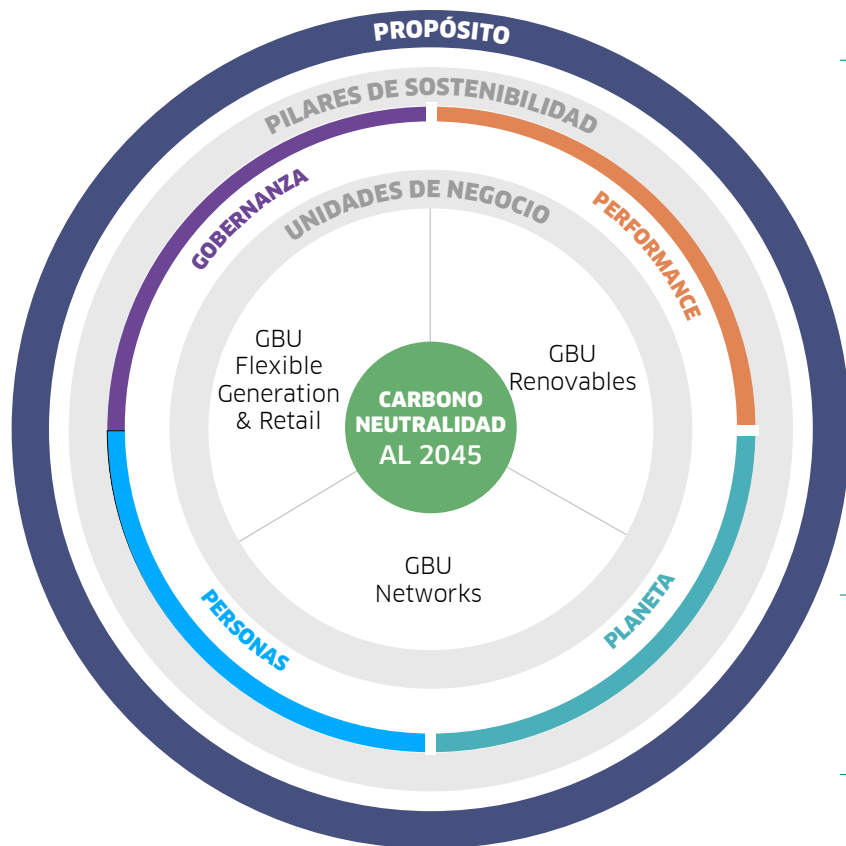 PROPÓSITO
PILARES DE SOSTENIBILIDAD
GOBERNANZA
PERFORMANCE
UNIDADES DE NEGOCIO
GBU
Flexible
Generation
& Retail
GBU
Renovables
CARBONO
NEUTRALIDAD
AL 2045
GBU
Networks
PERSONAS
PLANETA